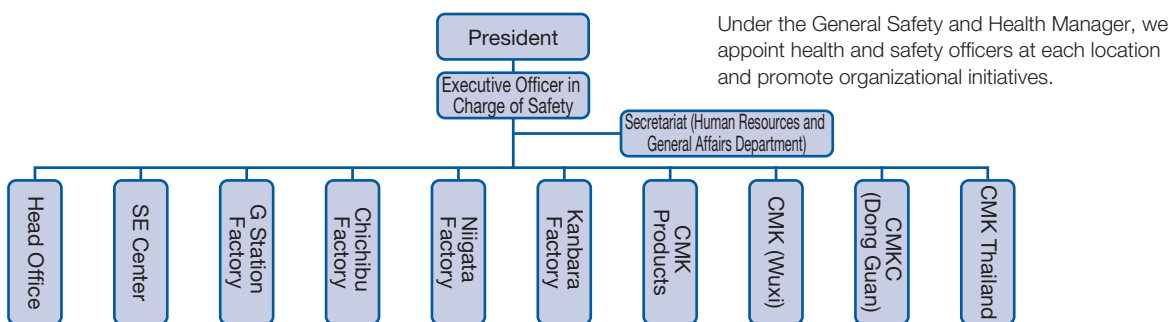 President
Under the General Safety and Health Manager, we
appoint health and safety officers at each location
and promote organizational initiatives.
Executive Officer in
Charge of Safety
Secretariat (Human Resources and
General Affairs Department)
Head Office
SE Center
G Station
Factory
Chichibu
Factory
Niigata
Factory
Kanbara
Factory
CMK
Products
CMK (Wuxi)
CMKC
(Dong Guan)
CMK Thailand